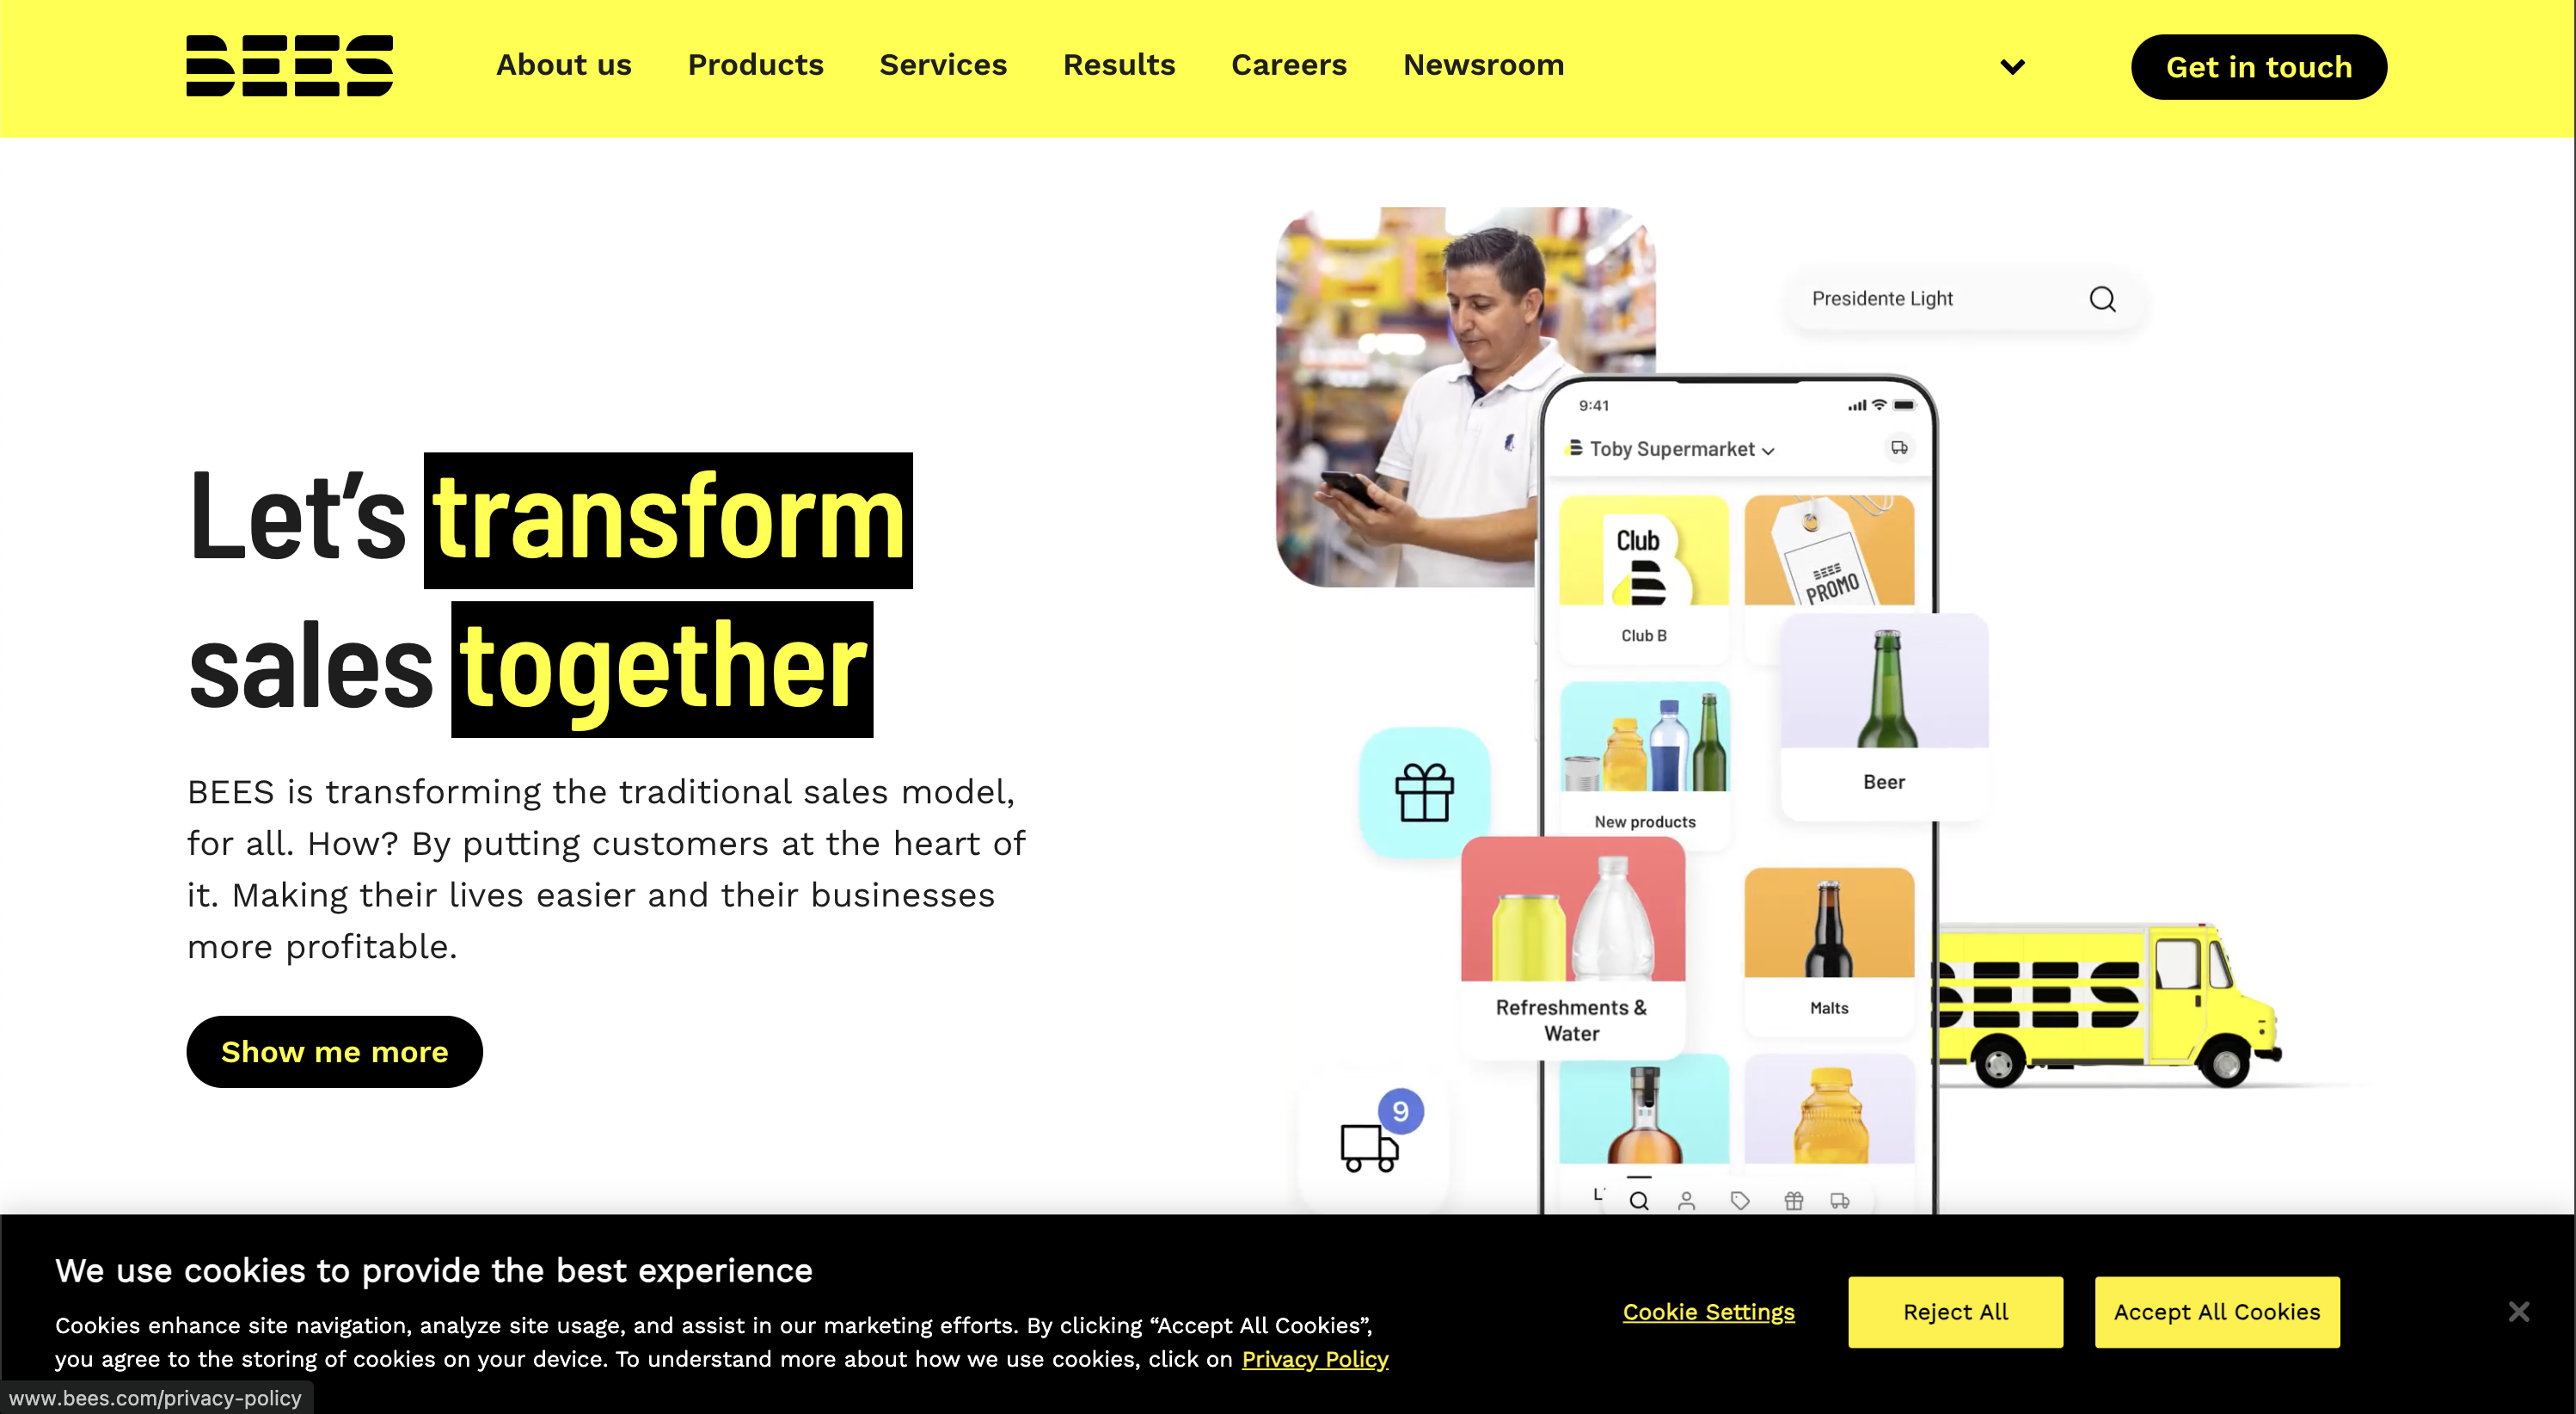 BEES
About us
Products
Services
Results
Careers
Newsroom
Get in touch
Let’s transform
sales together
BEES is transforming the traditional sales model,
for all. How? By putting customers at the heart of
it. Making their lives easier and their businesses
more profitable.
Show me more
Presidente Light
9:41
Toby Supermarket
Club
B
Club B
BEES
PROMO
New products
Beer
Refreshments &
Water
Malts
BEES
9
We use cookies to provide the best experience
Cookies enhance site navigation, analyze site usage, and assist in our marketing efforts. By clicking “Accept All Cookies”,
you agree to the storing of cookies on your device. To understand more about how we use cookies, click on Privacy Policy
Cookie Settings
Reject All
Accept All Cookies
www.bees.com/privacy-policy